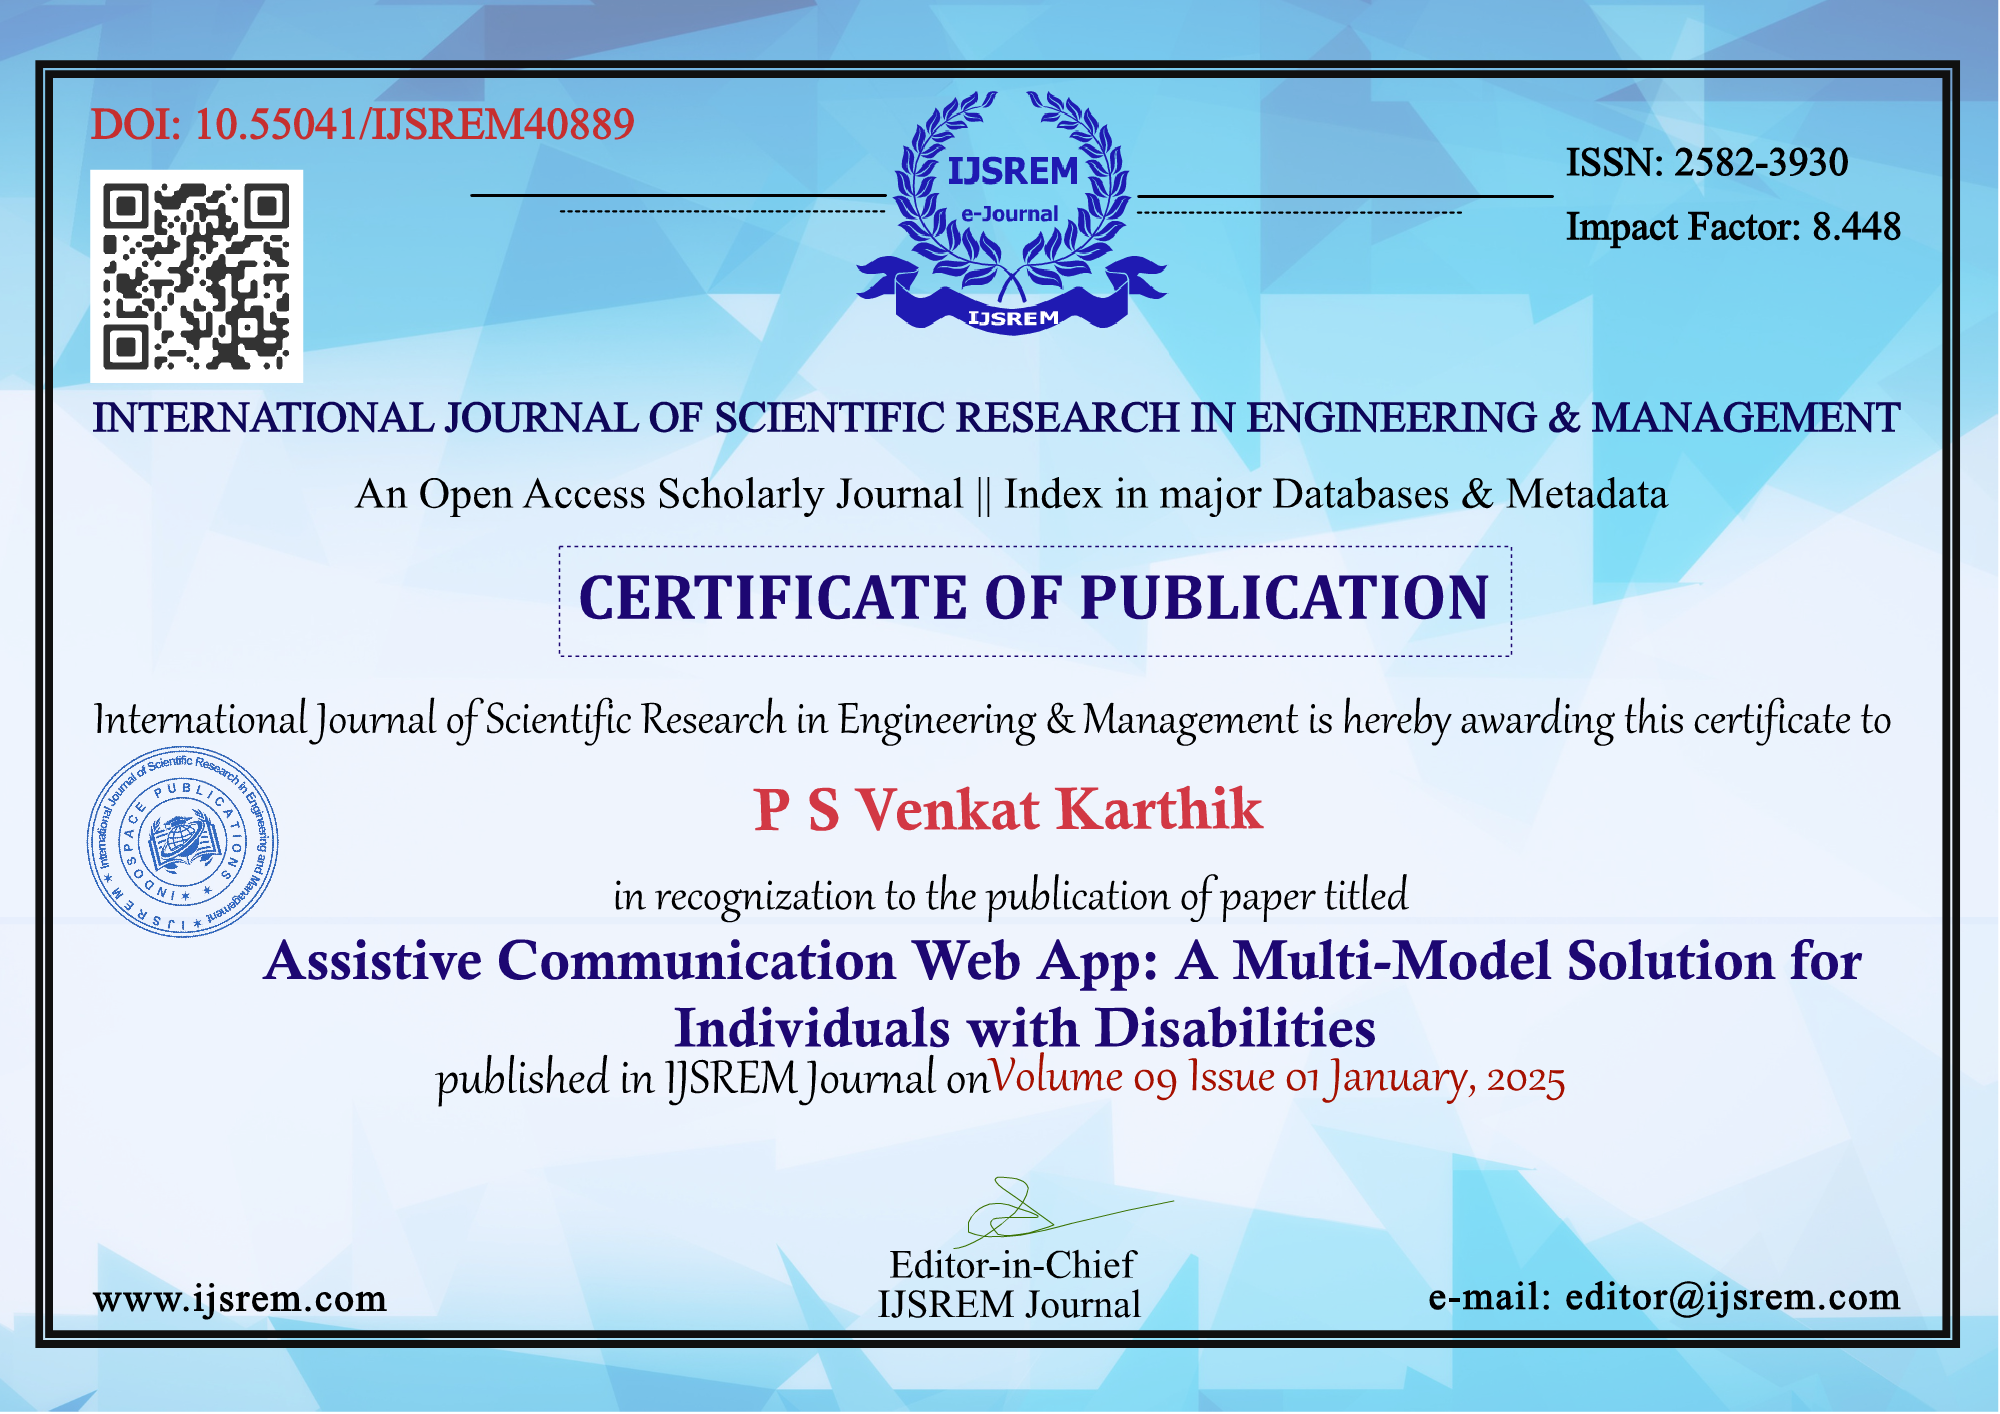 DOI: 10.55041/IJSREM40889
IJSREM
e-Journal
IJSREM
ISSN: 2582-3930
Impact Factor: 8.448
INTERNATIONAL JOURNAL OF SCIENTIFIC RESEARCH IN ENGINEERING & MANAGEMENT
An Open Access Scholarly Journal || Index in major Databases & Metadata
CERTIFICATE OF PUBLICATION
International Journal of Scientific Research in Engineering & Management is hereby awarding this certificate to
International Journal of Scientific Research in Engineering and Management ✶ IJSREM ✶
INDOSPACE PUBLICATIONS ✶ ✶
P S Venkat Karthik
in recognization to the publication of paper titled
Assistive Communication Web App: A Multi-Model Solution for
Individuals with Disabilities
published in IJSREM Journal on Volume 09 Issue 01 January, 2025
Editor-in-Chief
IJSREM Journal
www.ijsrem.com
e-mail: editor@ijsrem.com